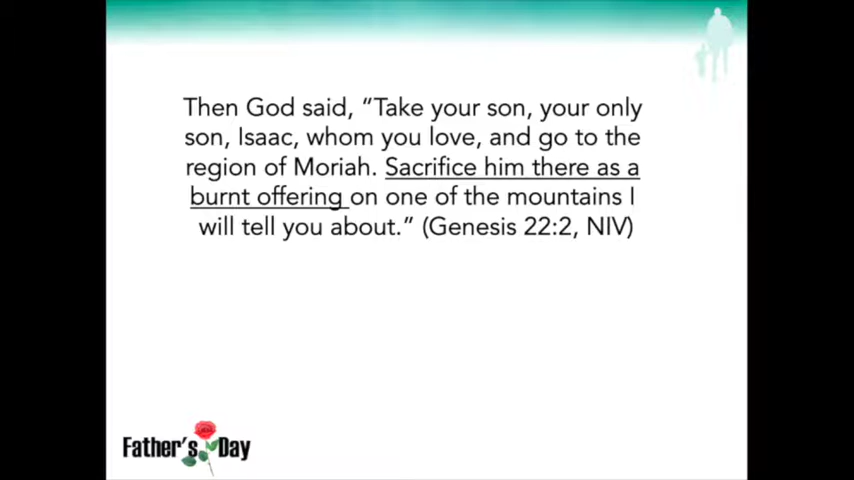 Then God said, “Take your son, your only
son, Isaac, whom you love, and go to the
region of Moriah. Sacrifice him there as a
burnt offering on one of the mountains I
will tell you about.” (Genesis 22:2, NIV)
Father's Day